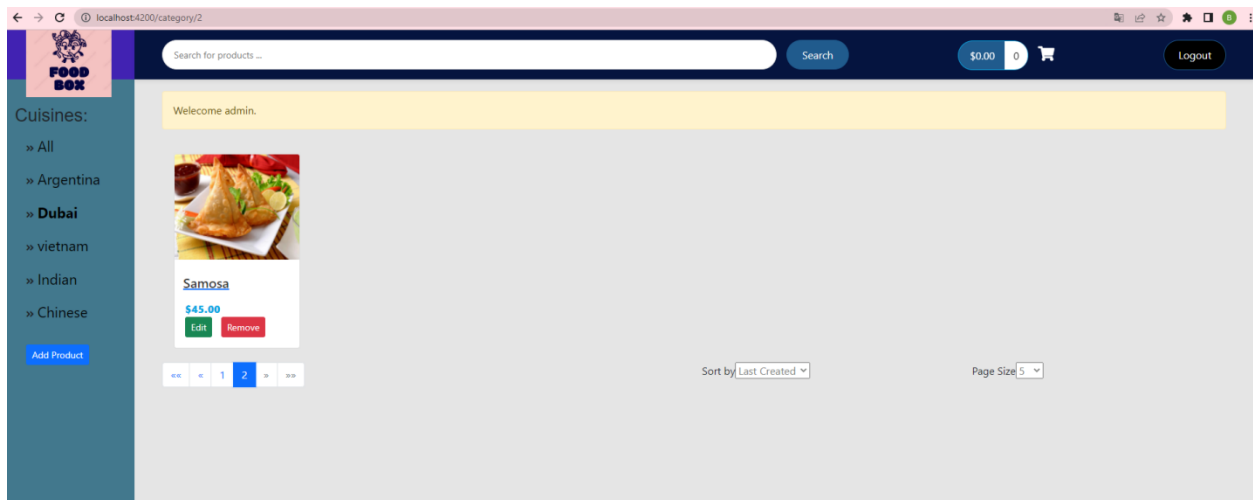 localhost:4200/category/2
B
FOOD
BOX
Search for products ...
Search
$0.00 0
Logout
Cuisines:
» All
» Argentina
» Dubai
» vietnam
» Indian
» Chinese
Add Product
Welecome admin.
Samosa
$45.00
Edit Remove
«« « 1 2 » »»
Sort by Last Created
Page Size 5